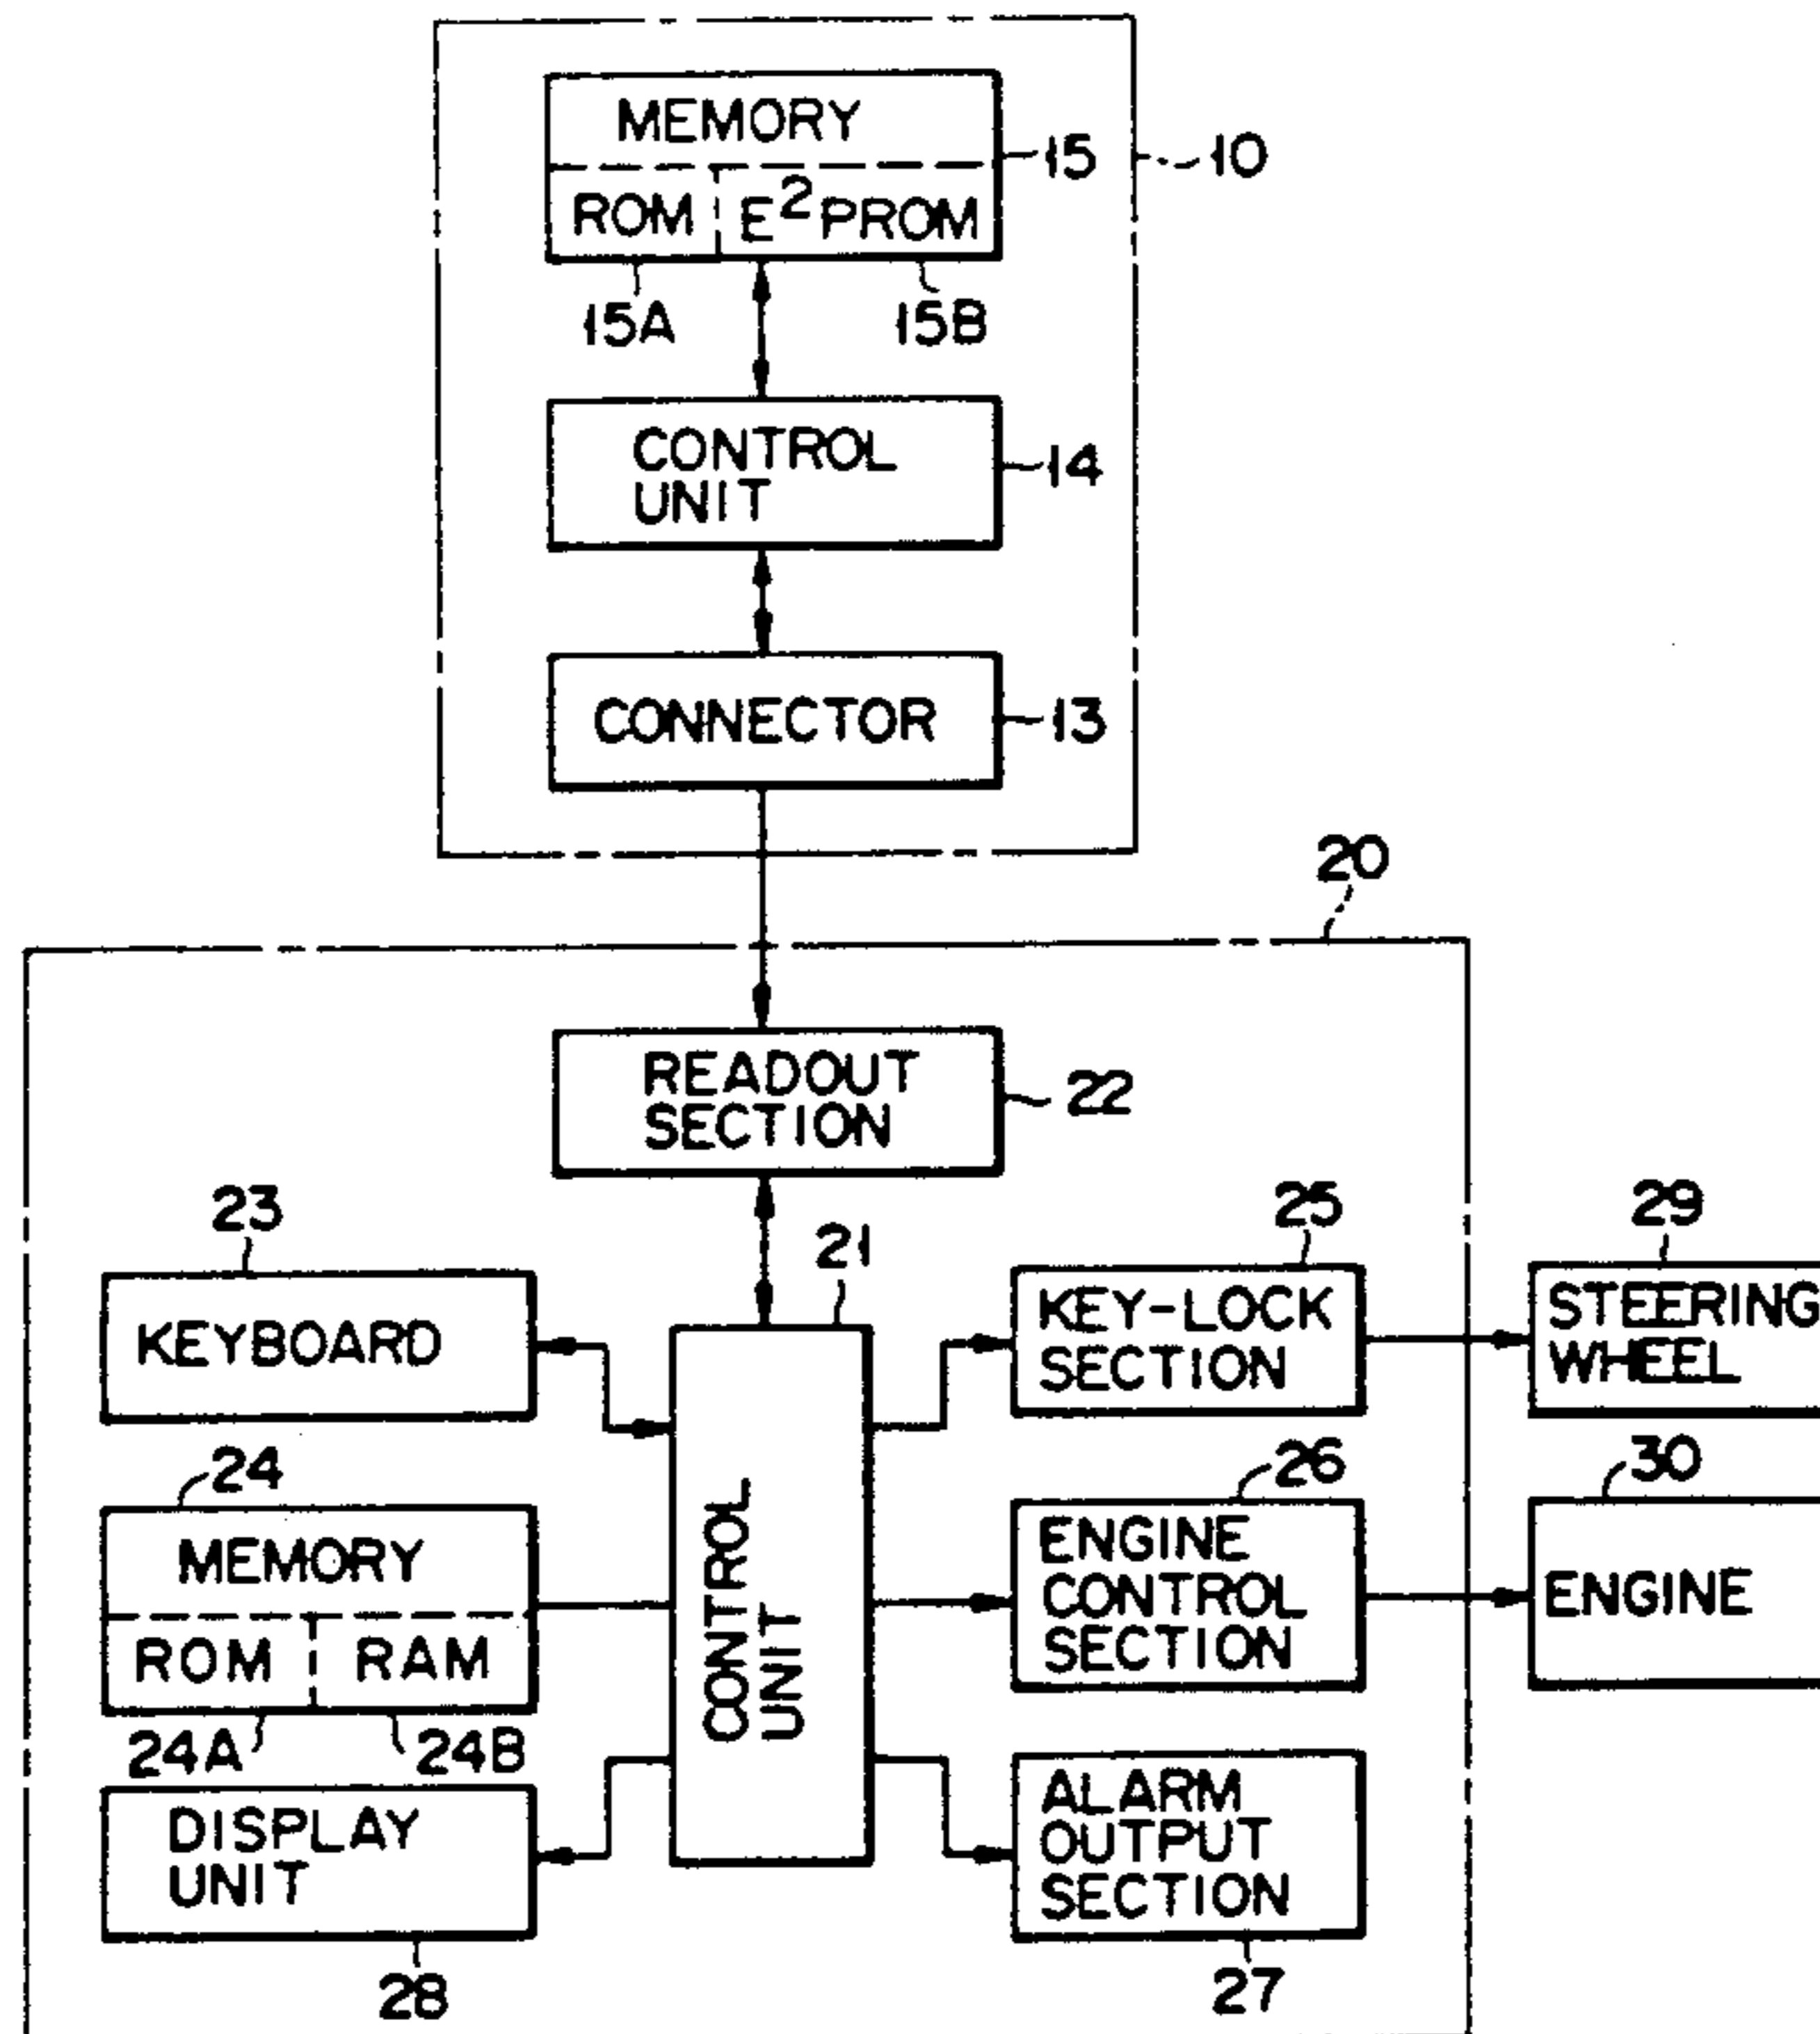 MEMORY
15
10
ROM
E²PROM
15A
15B
CONTROL
UNIT
14
CONNECTOR
13
20
READOUT
SECTION
22
23
21
25
29
KEYBOARD
KEY-LOCK
SECTION
STEERING
WHEEL
24
26
30
MEMORY
ROM
RAM
24A
24B
CONTROL
UNIT
ENGINE
CONTROL
SECTION
ENGINE
DISPLAY
UNIT
28
ALARM
OUTPUT
SECTION
27